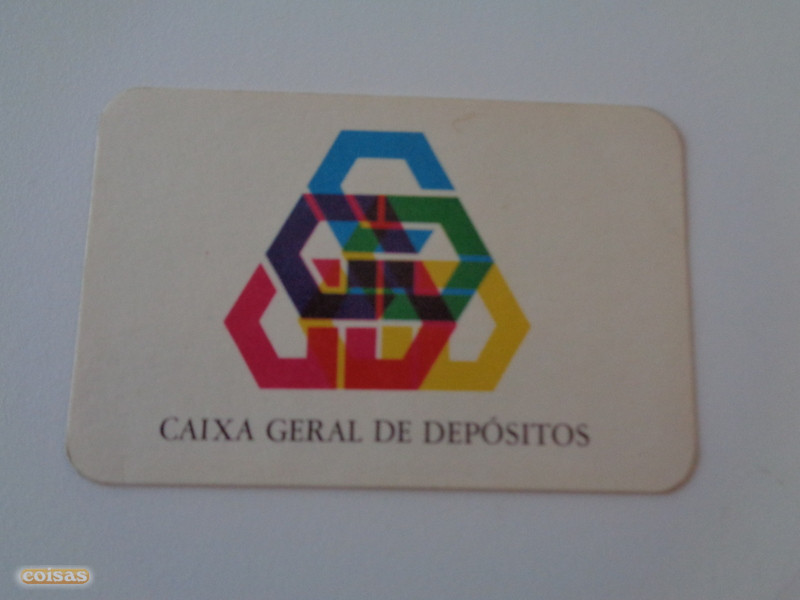 CAIXA GERAL DE DEPÓSITOS
coisas